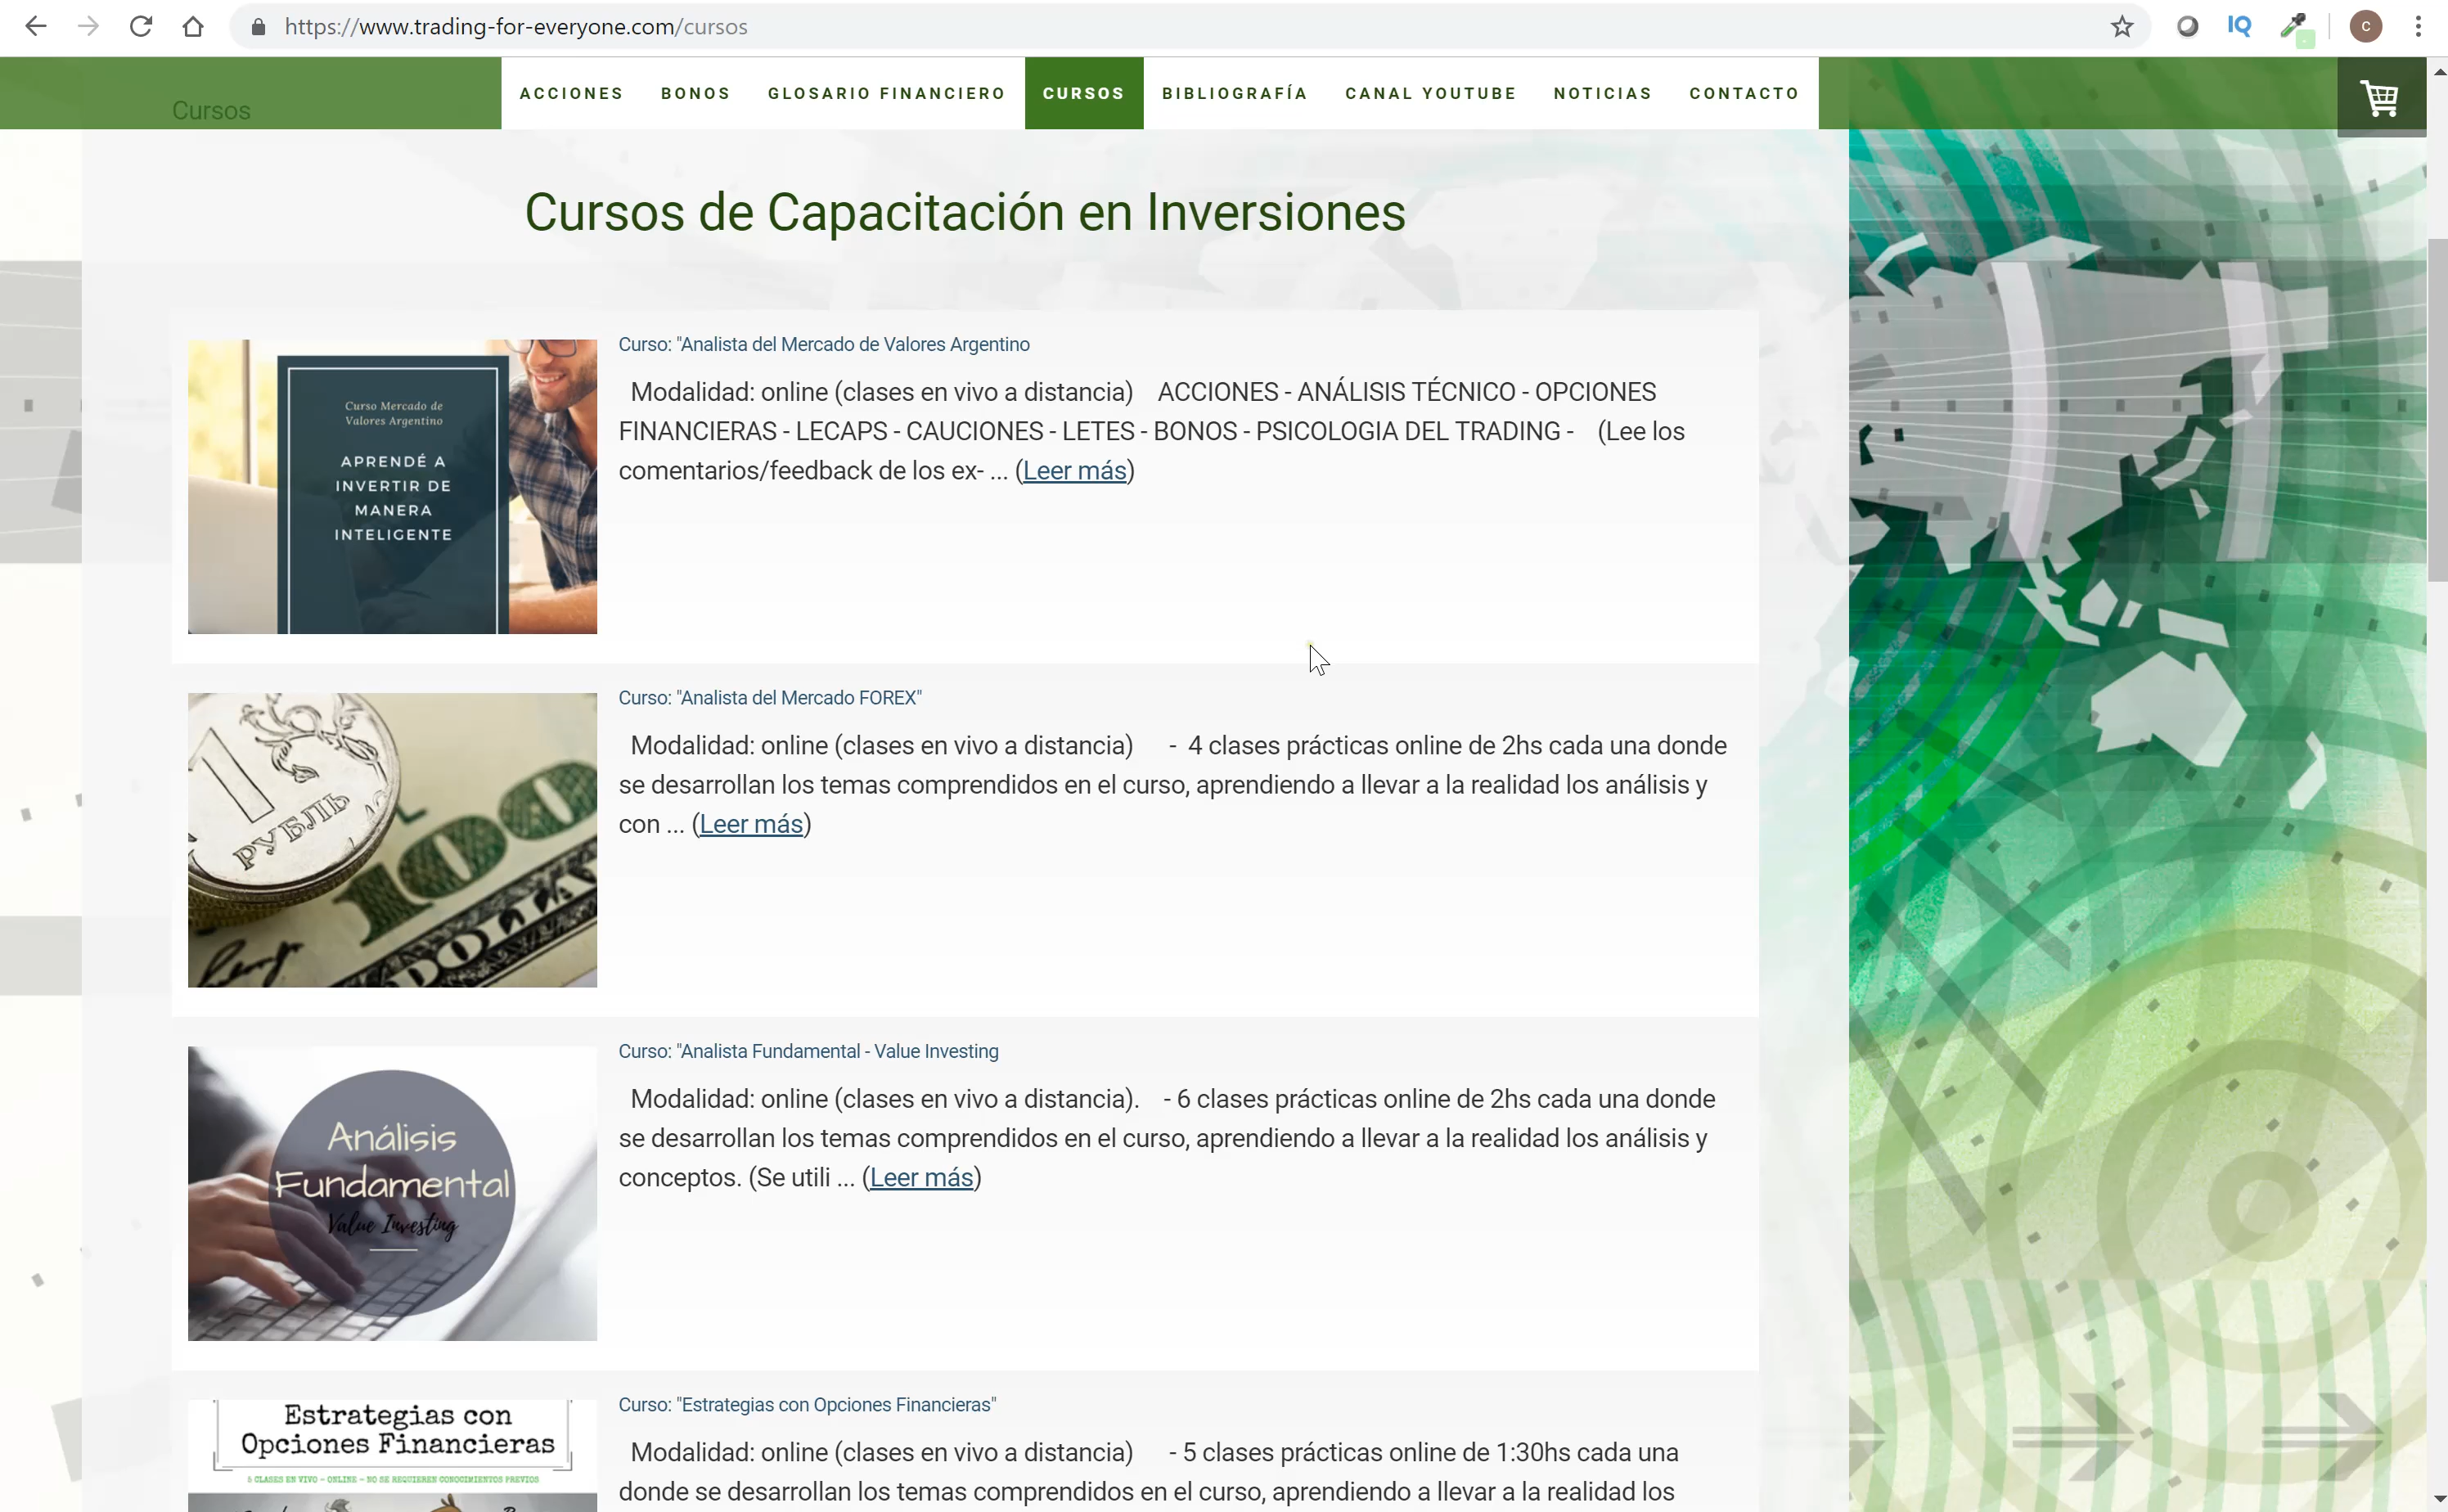 https://www.trading-for-everyone.com/cursos
IQ
C
ACCIONES BONOS GLOSARIO FINANCIERO CURSOS BIBLIOGRAFÍA CANAL YOUTUBE NOTICIAS CONTACTO
Cursos
Cursos de Capacitación en Inversiones
Curso Mercado de
Valores Argentino
APRENDÉ A
INVERTIR DE
MANERA
INTELIGENTE
Curso: "Analista del Mercado de Valores Argentino
Modalidad: online (clases en vivo a distancia) ACCIONES - ANÁLISIS TÉCNICO - OPCIONES
FINANCIERAS - LECAPS - CAUCIONES - LETES - BONOS - PSICOLOGIA DEL TRADING - (Lee los
comentarios/feedback de los ex- ... (Leer más)
1
РУБЛЬ
100
Curso: "Analista del Mercado FOREX"
Modalidad: online (clases en vivo a distancia) - 4 clases prácticas online de 2hs cada una donde
se desarrollan los temas comprendidos en el curso, aprendiendo a llevar a la realidad los análisis y
con ... (Leer más)
Análisis
Fundamental
Value Investing
Curso: "Analista Fundamental - Value Investing
Modalidad: online (clases en vivo a distancia). - 6 clases prácticas online de 2hs cada una donde
se desarrollan los temas comprendidos en el curso, aprendiendo a llevar a la realidad los análisis y
conceptos. (Se utili ... (Leer más)
Estrategias con
Opciones Financieras
5 CLASES EN VIVO - ONLINE - NO SE REQUIEREN CONOCIMIENTOS PREVIOS
Curso: "Estrategias con Opciones Financieras"
Modalidad: online (clases en vivo a distancia) - 5 clases prácticas online de 1:30hs cada una
donde se desarrollan los temas comprendidos en el curso, aprendiendo a llevar a la realidad los